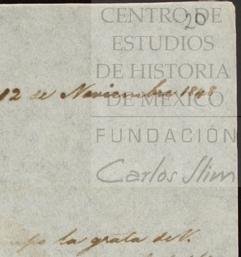 20
CENTRO DE
ESTUDIOS
DE HISTORIA
DE MÉXICO
12 de Noviembre 1848
FUNDACIÓN
Carlos Slim
la grata de V.